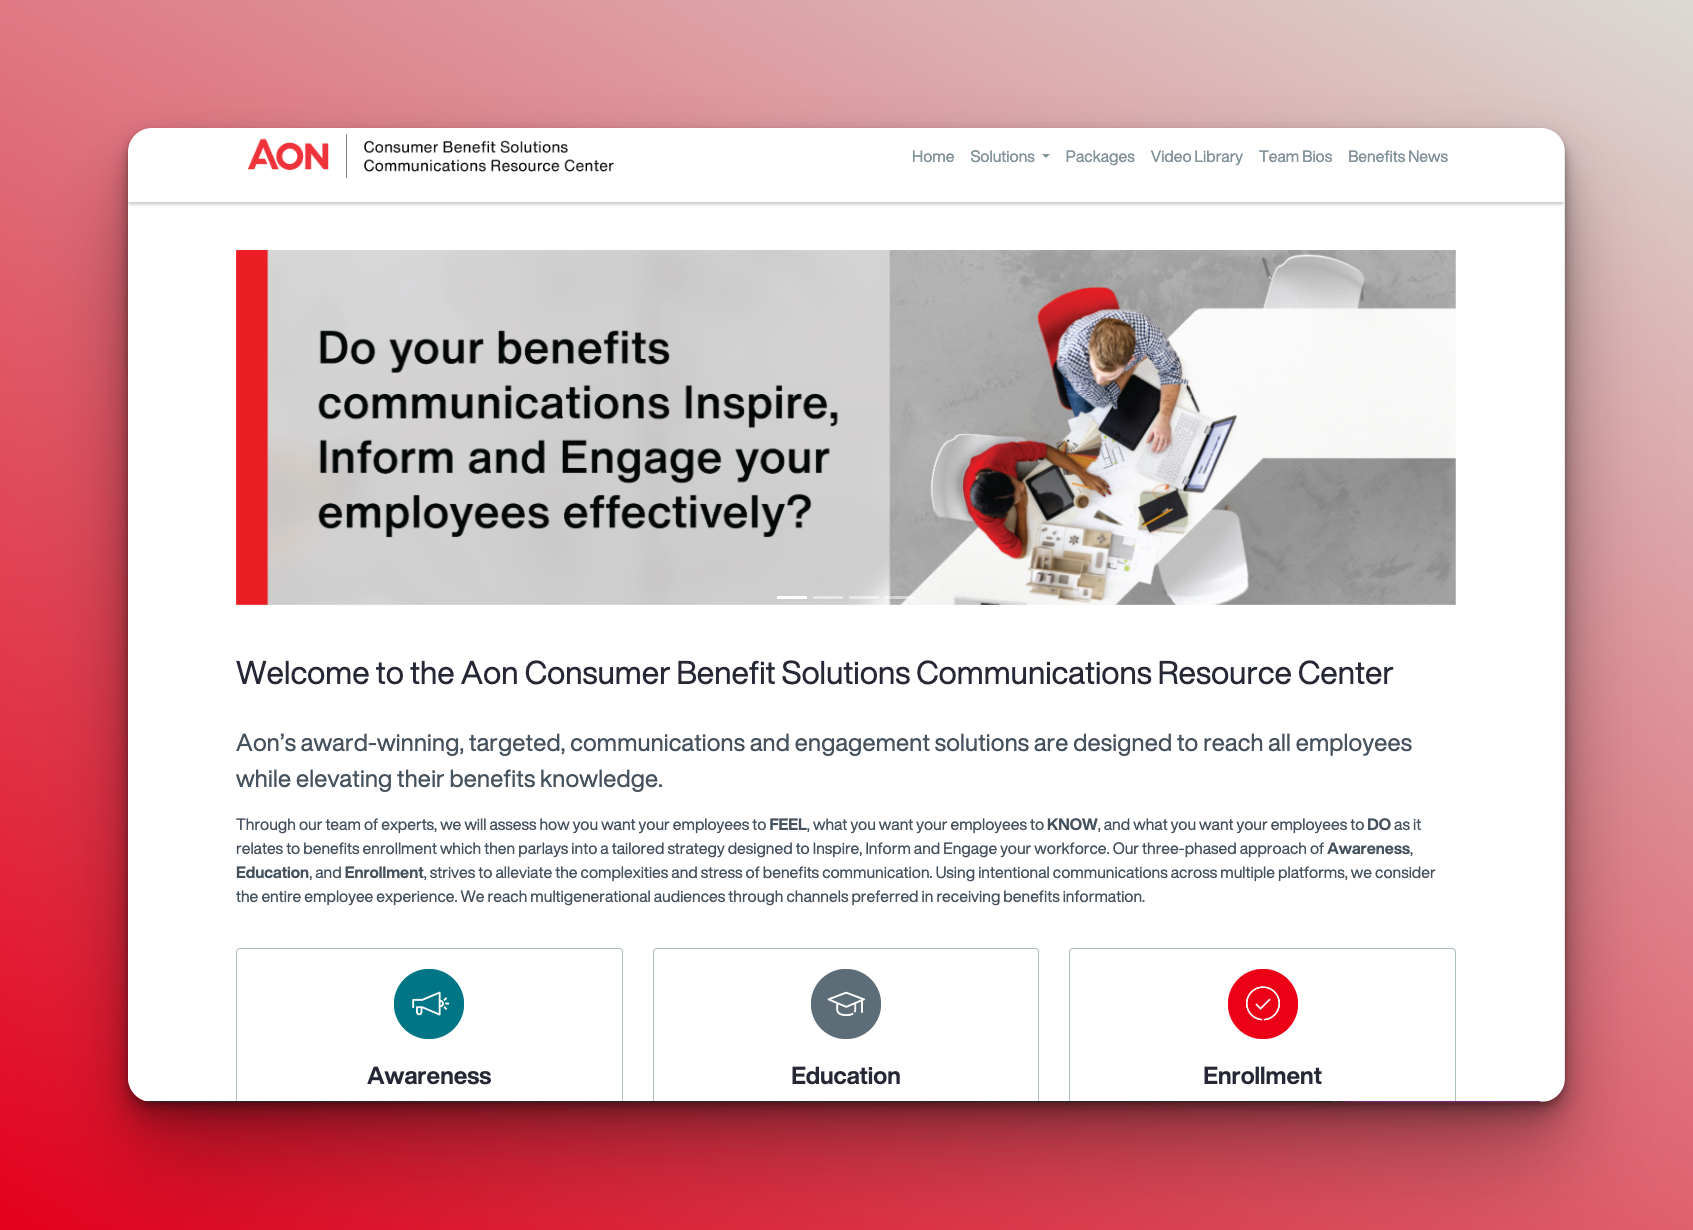 AON
Consumer Benefit Solutions
Communications Resource Center
Home Solutions Packages Video Library Team Bios Benefits News
Do your benefits
communications Inspire,
Inform and Engage your
employees effectively?
Welcome to the Aon Consumer Benefit Solutions Communications Resource Center
Aon’s award-winning, targeted, communications and engagement solutions are designed to reach all employees
while elevating their benefits knowledge.
Through our team of experts, we will assess how you want your employees to FEEL, what you want your employees to KNOW, and what you want your employees to DO as it
relates to benefits enrollment which then parlays into a tailored strategy designed to Inspire, Inform and Engage your workforce. Our three-phased approach of Awareness,
Education, and Enrollment, strives to alleviate the complexities and stress of benefits communication. Using intentional communications across multiple platforms, we consider
the entire employee experience. We reach multigenerational audiences through channels preferred in receiving benefits information.
Awareness
Education
Enrollment